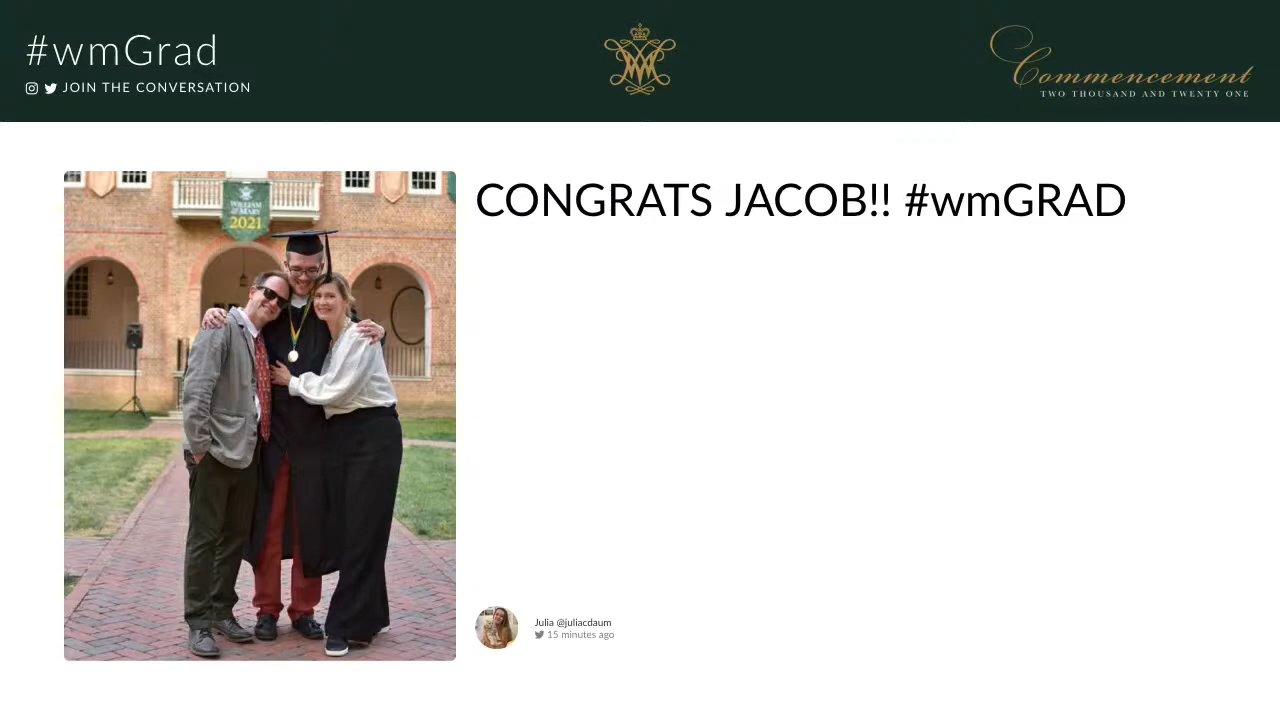 #wmGrad
JOIN THE CONVERSATION
Commencement
TWO THOUSAND AND TWENTY ONE
WILLIAM
& MARY
2021
CONGRATS JACOB!! #wmGRAD
Julia @juliacdaum
15 minutes ago